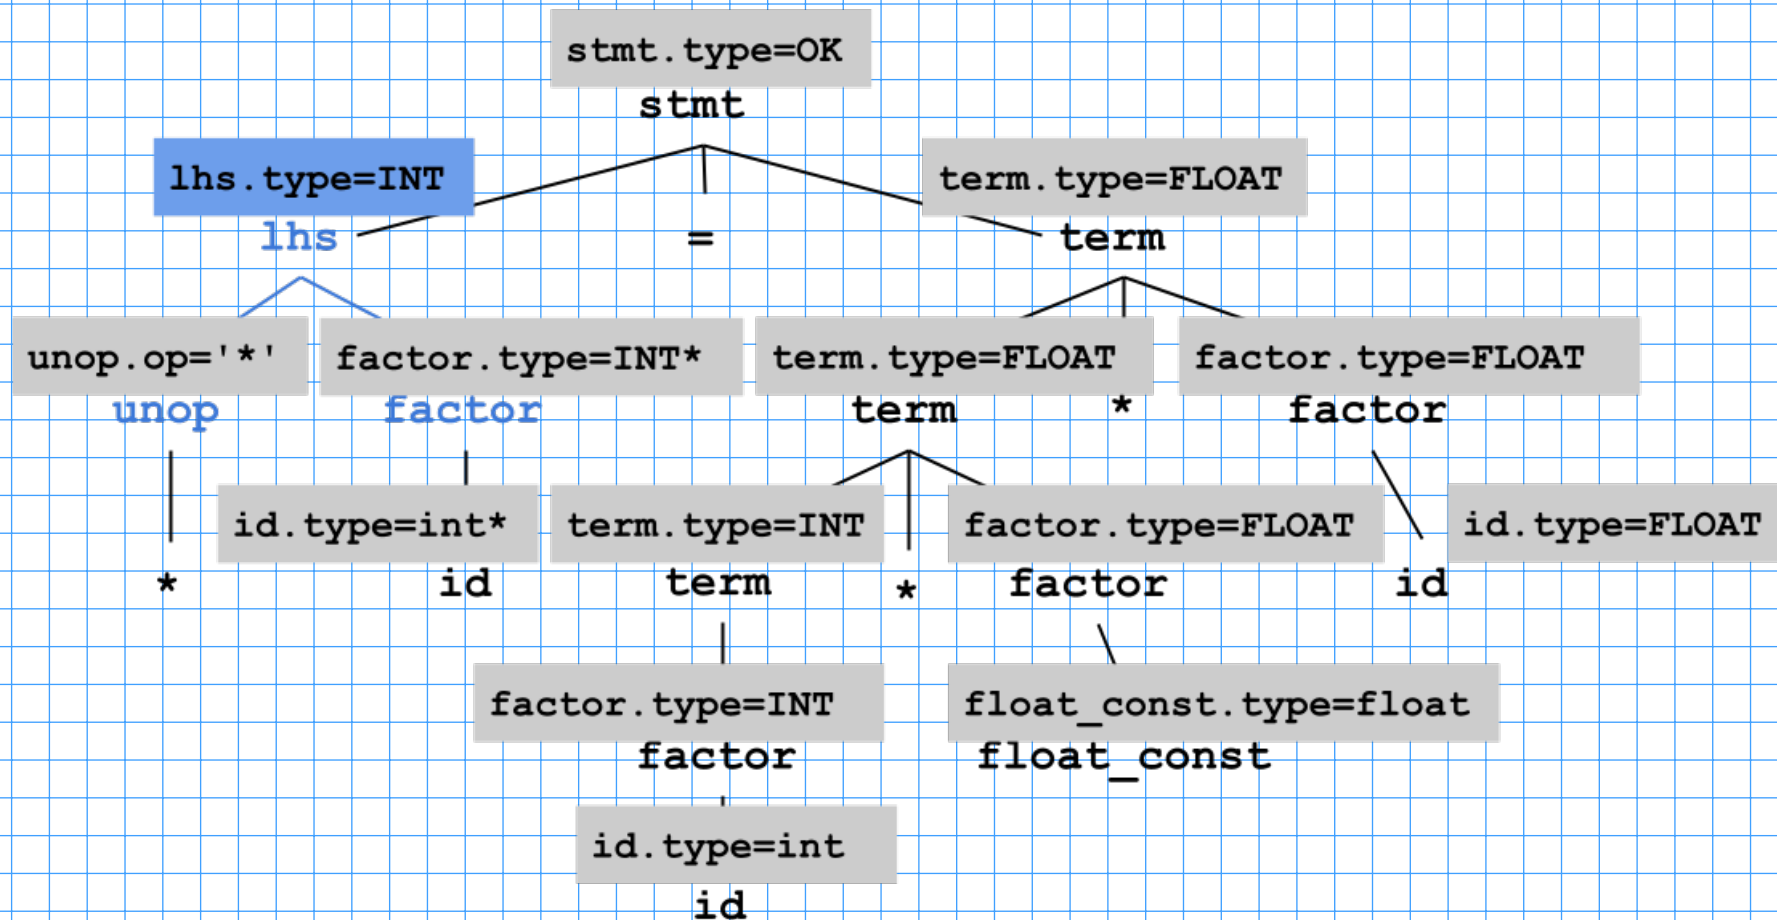 stmt.type=OK
stmt
lhs.type=INT
term.type=FLOAT
lhs
=
term
unop.op='*'
factor.type=INT*
term.type=FLOAT
factor.type=FLOAT
unop
factor
term
*
factor
id.type=int*
term.type=INT
factor.type=FLOAT
id.type=FLOAT
*
id
term
*
factor
id
factor.type=INT
float_const.type=float
factor
float_const
id.type=int
id